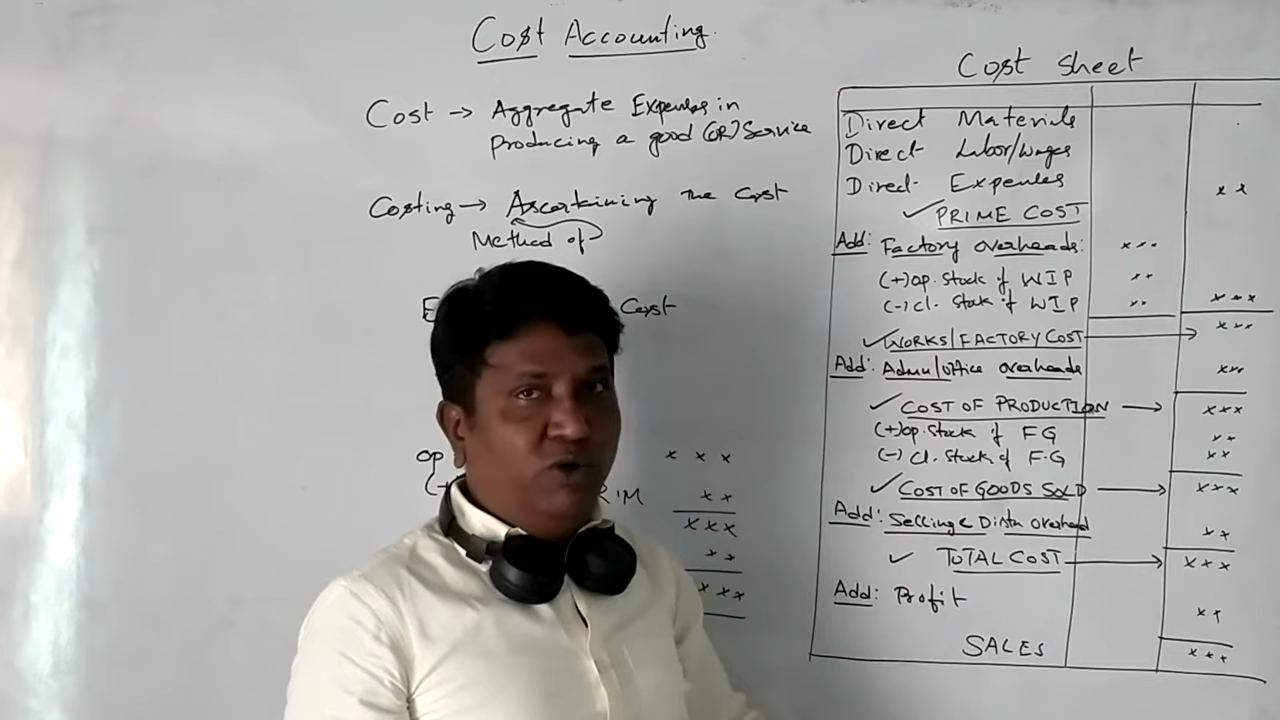 Cost Accounting.
Cost → Aggregate Expenses in
producing a good (OR) Service
Costing → Ascertaining the Cost
Method of
E
Cost
op
x x x
(+
R/M x x
x x x
x x
x x x
Cost Sheet
Direct Materials
Direct Labor/Wages
Direct Expenses x x
✓ PRIME COST
Add: Factory overheads: x x x
(+) op. Stock of WIP x x
(-) cl. Stock of WIP x x x x x
✓ WORKS/FACTORY COST → x x x
Add: Admn/office overheads x x x
✓ COST OF PRODUCTION → x x x
(+) op. Stock of FG x x
(-) Cl. Stock of F.G x x
✓ COST OF GOODS SOLD → x x x
Add: Selling & Distn overhead x x
✓ TOTAL COST → x x x
Add: Profit x x
SALES x x x